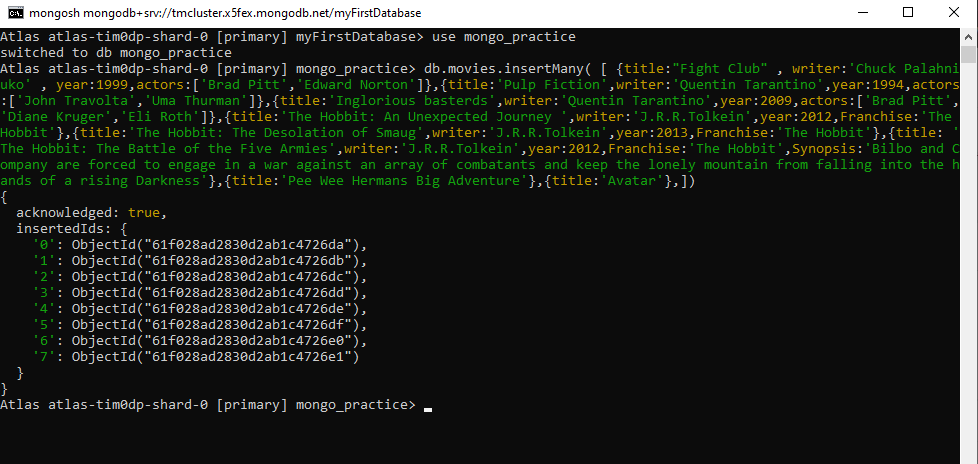 mongosh mongodb+srv://tmcluster.x5fex.mongodb.net/myFirstDatabase
Atlas atlas-tim0dp-shard-0 [primary] myFirstDatabase> use mongo_practice
switched to db mongo_practice
Atlas atlas-tim0dp-shard-0 [primary] mongo_practice> db.movies.insertMany( [ {title:"Fight Club" , writer:'Chuck Palahni
uko' , year:1999,actors:['Brad Pitt','Edward Norton']},{title:'Pulp Fiction',writer:'Quentin Tarantino',year:1994,actors
:['John Travolta','Uma Thurman']},{title:'Inglorious basterds',writer:'Quentin Tarantino',year:2009,actors:['Brad Pitt',
'Diane Kruger','Eli Roth']},{title:'The Hobbit: An Unexpected Journey ',writer:'J.R.R.Tolkein',year:2012,Franchise:'The
Hobbit'},{title:'The Hobbit: The Desolation of Smaug',writer:'J.R.R.Tolkein',year:2013,Franchise:'The Hobbit'},{title: '
The Hobbit: The Battle of the Five Armies',writer:'J.R.R.Tolkein',year:2012,Franchise:'The Hobbit',Synopsis:'Bilbo and C
ompany are forced to engage in a war against an array of combatants and keep the lonely mountain from falling into the h
ands of a rising Darkness'},{title:'Pee Wee Hermans Big Adventure'},{title:'Avatar'},])
{
acknowledged: true,
insertedIds: {
'0': ObjectId("61f028ad2830d2ab1c4726da"),
'1': ObjectId("61f028ad2830d2ab1c4726db"),
'2': ObjectId("61f028ad2830d2ab1c4726dc"),
'3': ObjectId("61f028ad2830d2ab1c4726dd"),
'4': ObjectId("61f028ad2830d2ab1c4726de"),
'5': ObjectId("61f028ad2830d2ab1c4726df"),
'6': ObjectId("61f028ad2830d2ab1c4726e0"),
'7': ObjectId("61f028ad2830d2ab1c4726e1")
}
}
Atlas atlas-tim0dp-shard-0 [primary] mongo_practice>